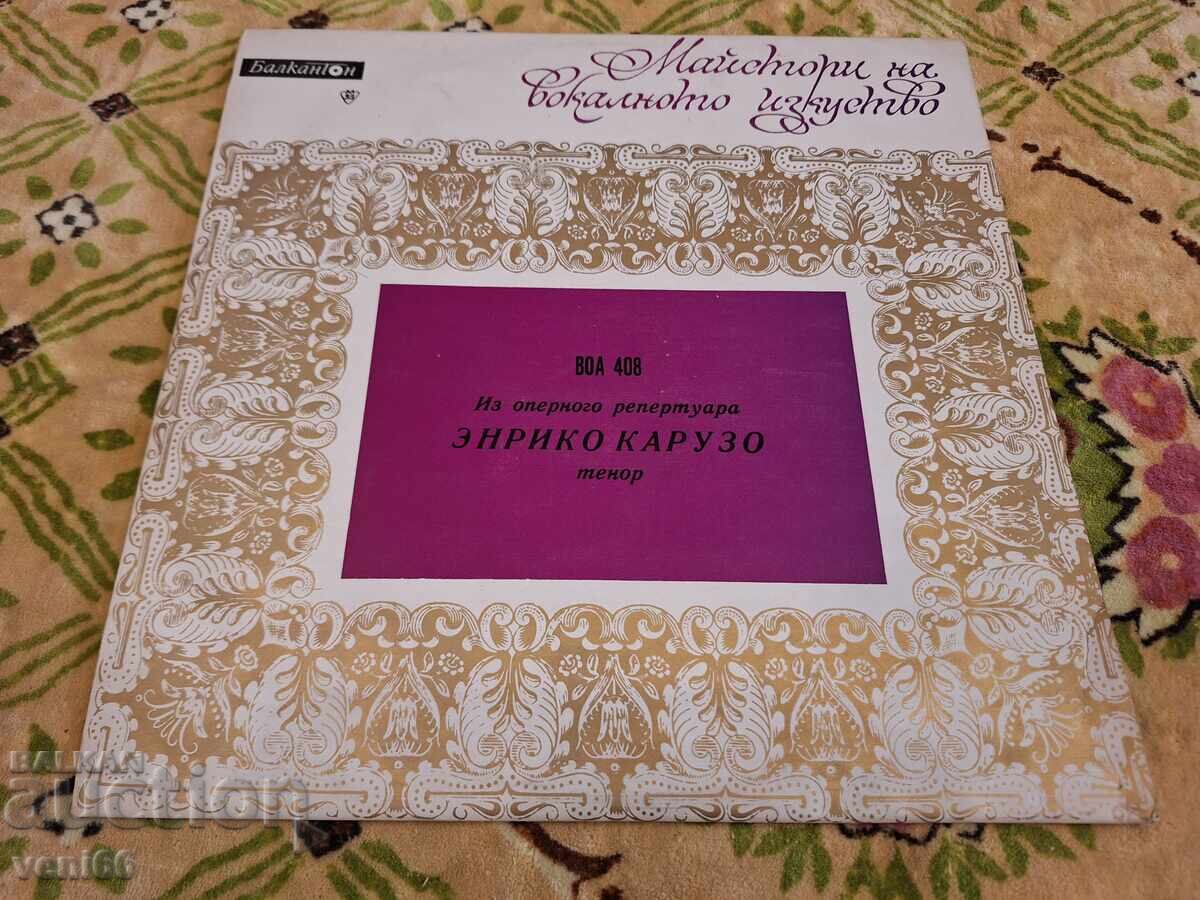 Балкантон
Майстори на
вокалното изкуство
ВОА 408
Из оперного репертуара
ЭНРИКО КАРУЗО
тенор
BALKAN
auction
veni66